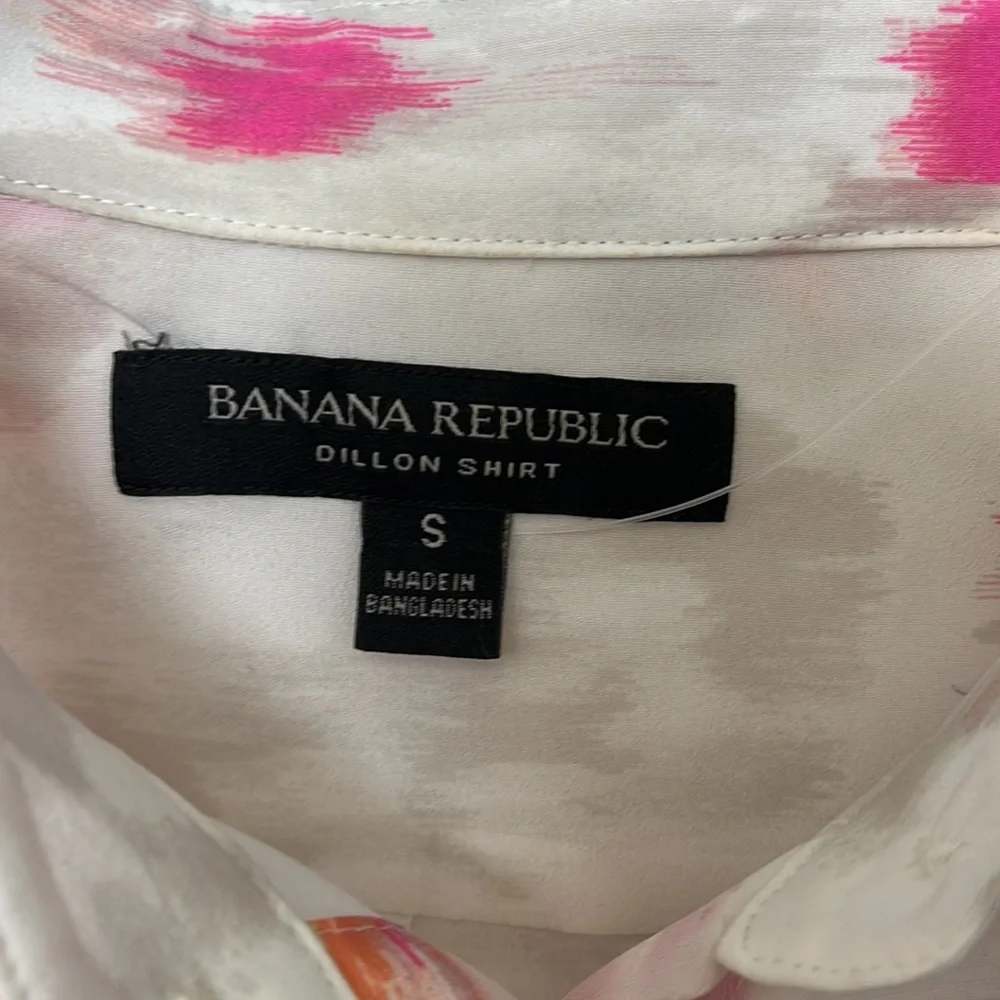 BANANA REPUBLIC
DILLON SHIRT
S
MADE IN
BANGLADESH